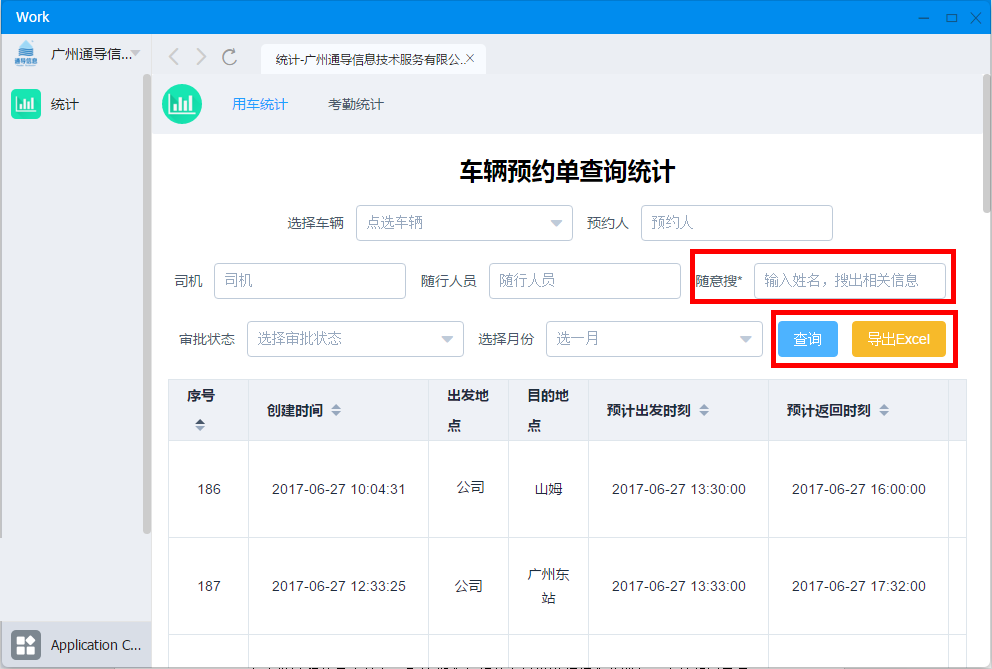 Work
通导信息
广州通导信...
统计-广州通导信息技术服务有限公..
统计
用车统计
考勤统计
车辆预约单查询统计
选择车辆 点选车辆 预约人 预约人
司机 司机 随行人员 随行人员 随意搜* 输入姓名，搜出相关信息
审批状态 选择审批状态 选择月份 选一月 查询 导出Excel
序号 创建时间 出发地点 目的地点 预计出发时刻 预计返回时刻
186 2017-06-27 10:04:31 公司 山姆 2017-06-27 13:30:00 2017-06-27 16:00:00
187 2017-06-27 12:33:25 公司 广州东站 2017-06-27 13:33:00 2017-06-27 17:32:00
Application C...